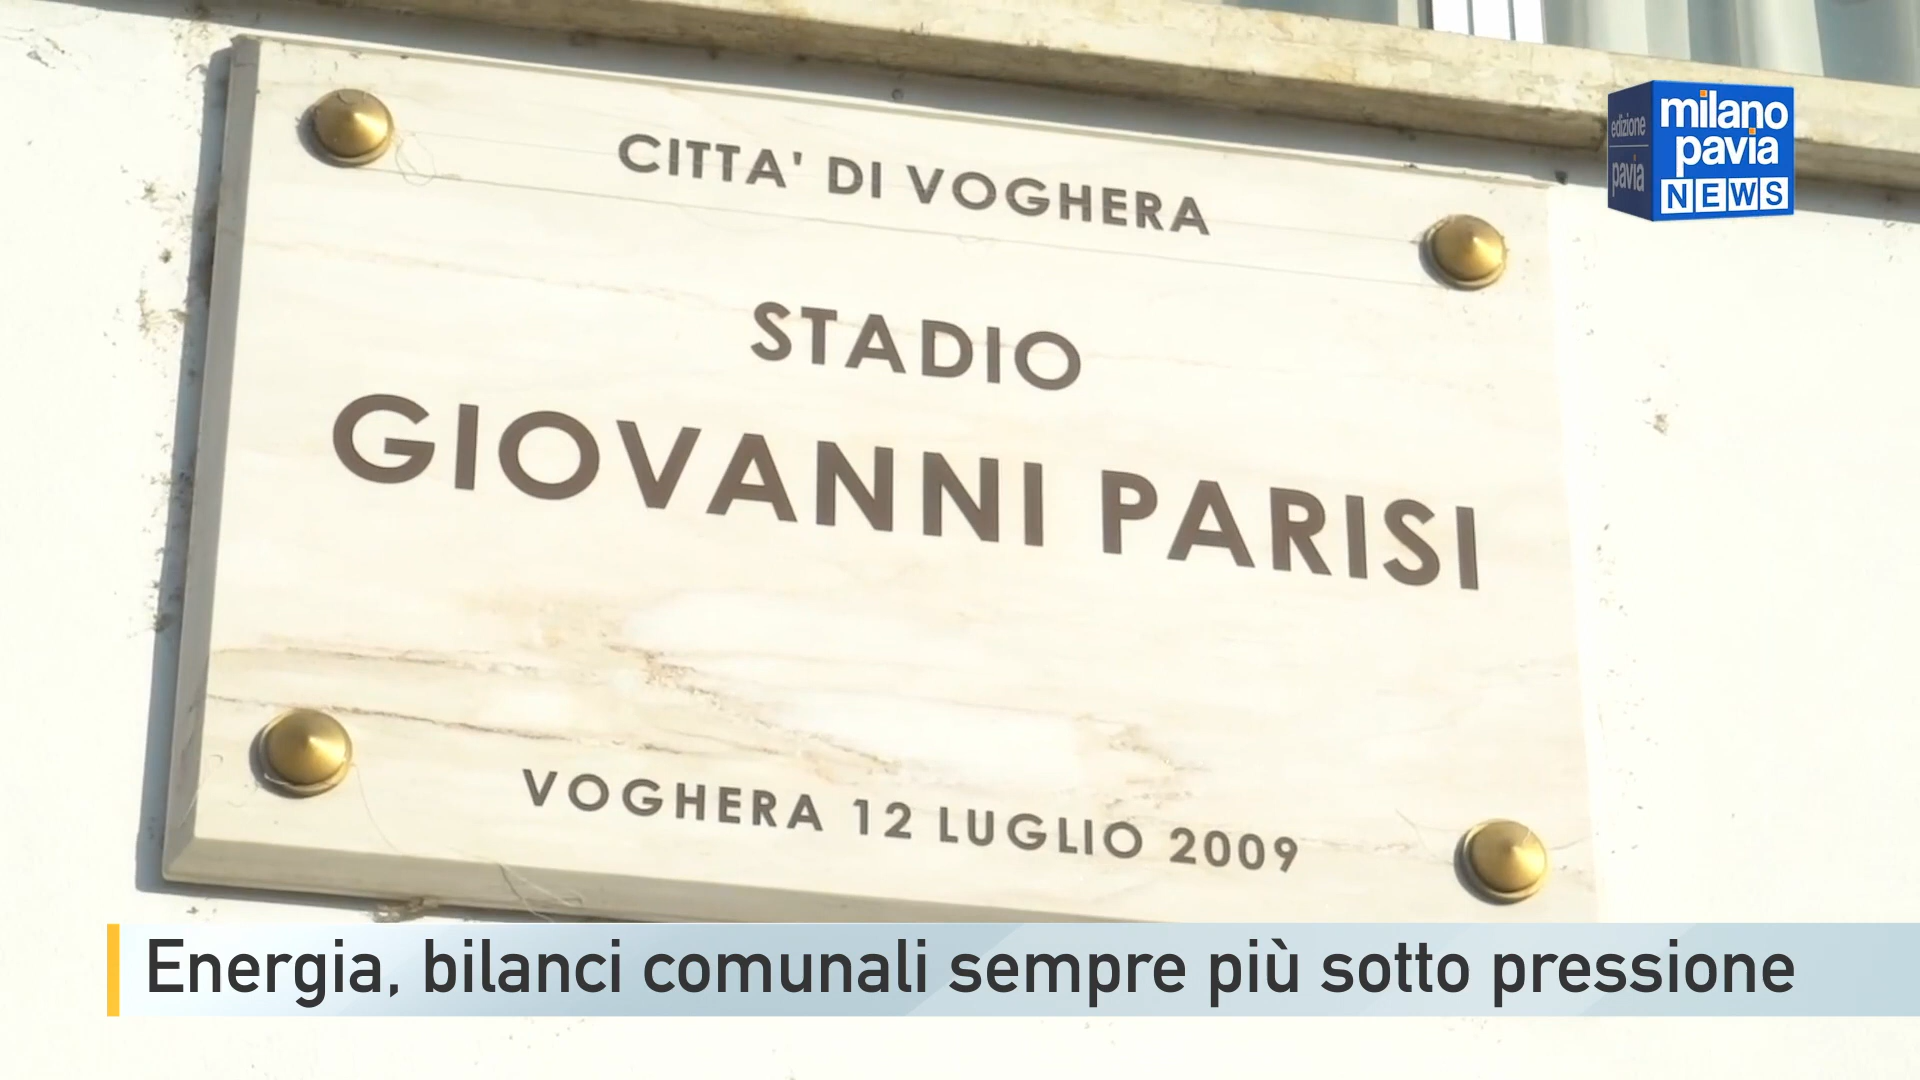 CITTA' DI VOGHERA
STADIO
GIOVANNI PARISI
VOGHERA 12 LUGLIO 2009
edizione
pavia
milano
pavia
NEWS
Energia, bilanci comunali sempre più sotto pressione